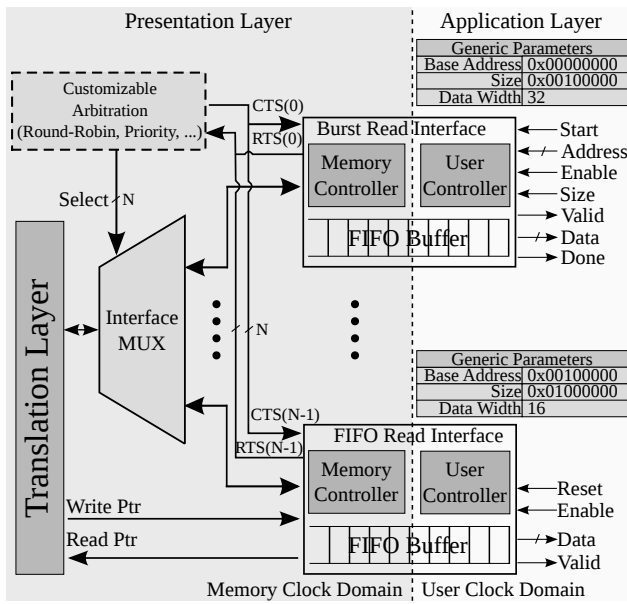 Presentation Layer
Application Layer
Generic Parameters
Base Address 0x00000000
Size 0x00100000
Data Width 32
Customizable
Arbitration
(Round-Robin, Priority, ...)
CTS(0)
RTS(0)
Burst Read Interface
Memory
Controller
User
Controller
FIFO Buffer
Start
Address
Enable
Size
Valid
Data
Done
Select
N
Translation Layer
Interface
MUX
N
Generic Parameters
Base Address 0x00100000
Size 0x01000000
Data Width 16
CTS(N-1)
RTS(N-1)
FIFO Read Interface
Memory
Controller
User
Controller
FIFO Buffer
Reset
Enable
Data
Valid
Write Ptr
Read Ptr
Memory Clock Domain
User Clock Domain